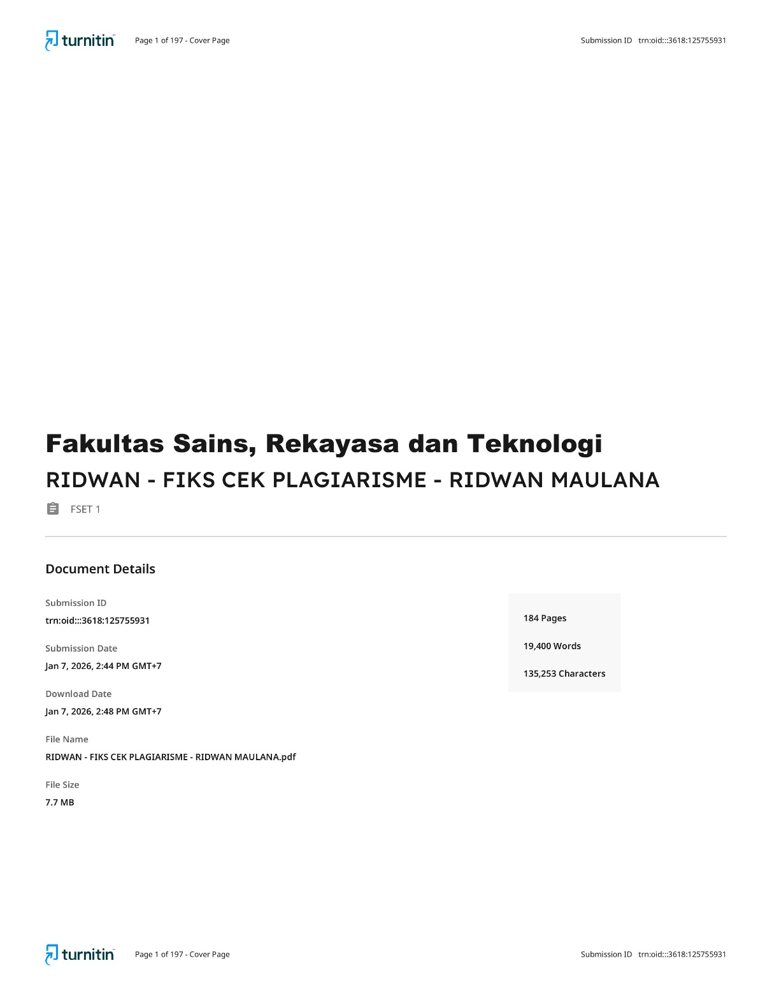 turnitin Page 1 of 197 - Cover Page Submission ID trn:oid:::3618:125755931
Fakultas Sains, Rekayasa dan Teknologi
RIDWAN - FIKS CEK PLAGIARISME - RIDWAN MAULANA
FSET 1
Document Details
Submission ID
trn:oid:::3618:125755931
Submission Date
Jan 7, 2026, 2:44 PM GMT+7
Download Date
Jan 7, 2026, 2:48 PM GMT+7
File Name
RIDWAN - FIKS CEK PLAGIARISME - RIDWAN MAULANA.pdf
File Size
7.7 MB
184 Pages
19,400 Words
135,253 Characters
turnitin Page 1 of 197 - Cover Page Submission ID trn:oid:::3618:125755931